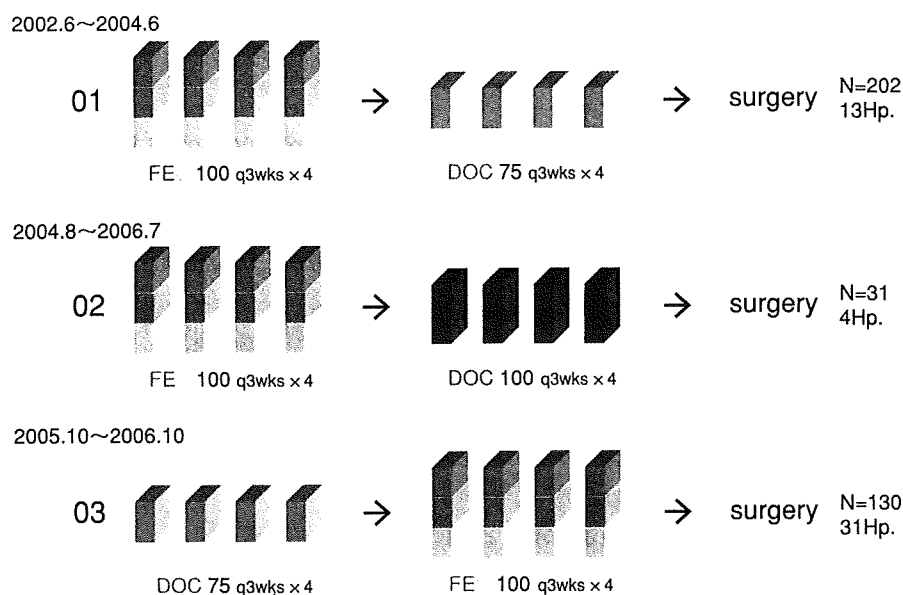 2002.6～2004.6
01
FE 100 q3wks × 4
DOC 75 q3wks × 4
surgery
N=202
13Hp.
2004.8～2006.7
02
FE 100 q3wks × 4
DOC 100 q3wks × 4
surgery
N=31
4Hp.
2005.10～2006.10
03
DOC 75 q3wks × 4
FE 100 q3wks × 4
surgery
N=130
31Hp.